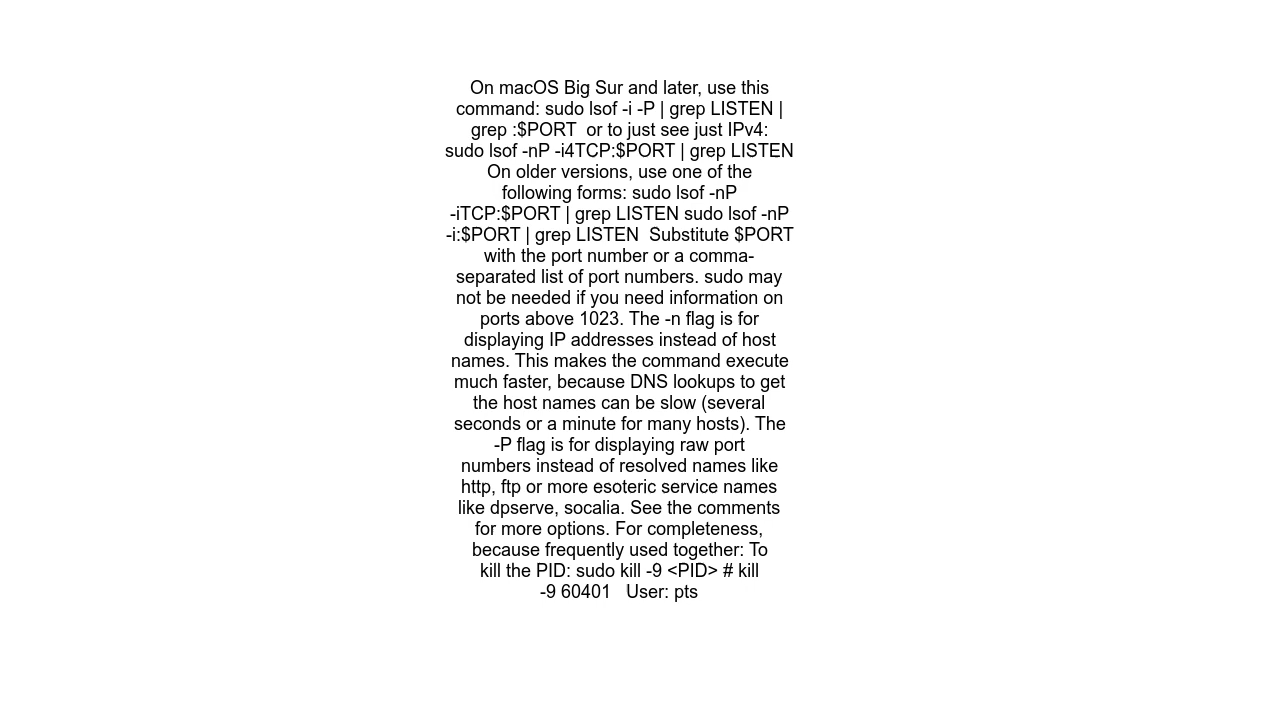 On macOS Big Sur and later, use this
command: sudo lsof -i -P | grep LISTEN |
grep :$PORT  or to just see just IPv4:
sudo lsof -nP -i4TCP:$PORT | grep LISTEN
On older versions, use one of the
following forms: sudo lsof -nP
-iTCP:$PORT | grep LISTEN sudo lsof -nP
-i:$PORT | grep LISTEN  Substitute $PORT
with the port number or a comma-
separated list of port numbers. sudo may
not be needed if you need information on
ports above 1023. The -n flag is for
displaying IP addresses instead of host
names. This makes the command execute
much faster, because DNS lookups to get
the host names can be slow (several
seconds or a minute for many hosts). The
-P flag is for displaying raw port
numbers instead of resolved names like
http, ftp or more esoteric service names
like dpserve, socalia. See the comments
for more options. For completeness,
because frequently used together: To
kill the PID: sudo kill -9 <PID> # kill
-9 60401   User: pts